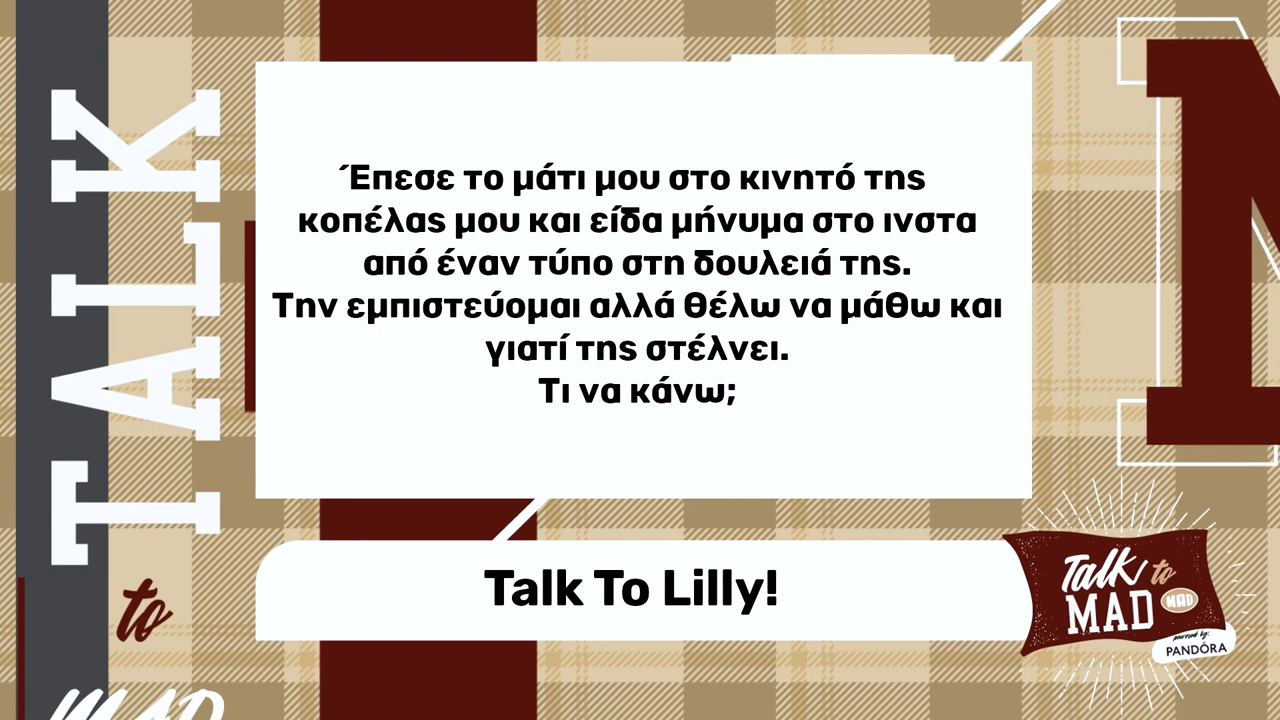 Έπεσε το μάτι μου στο κινητό της
κοπέλας μου και είδα μήνυμα στο ινστα
από έναν τύπο στη δουλειά της.
Την εμπιστεύομαι αλλά θέλω να μάθω και
γιατί της στέλνει.
Τι να κάνω;
Talk To Lilly!
TALK
to
MAD
M
Talk to
MAD
MAD
powered by:
PANDÓRA